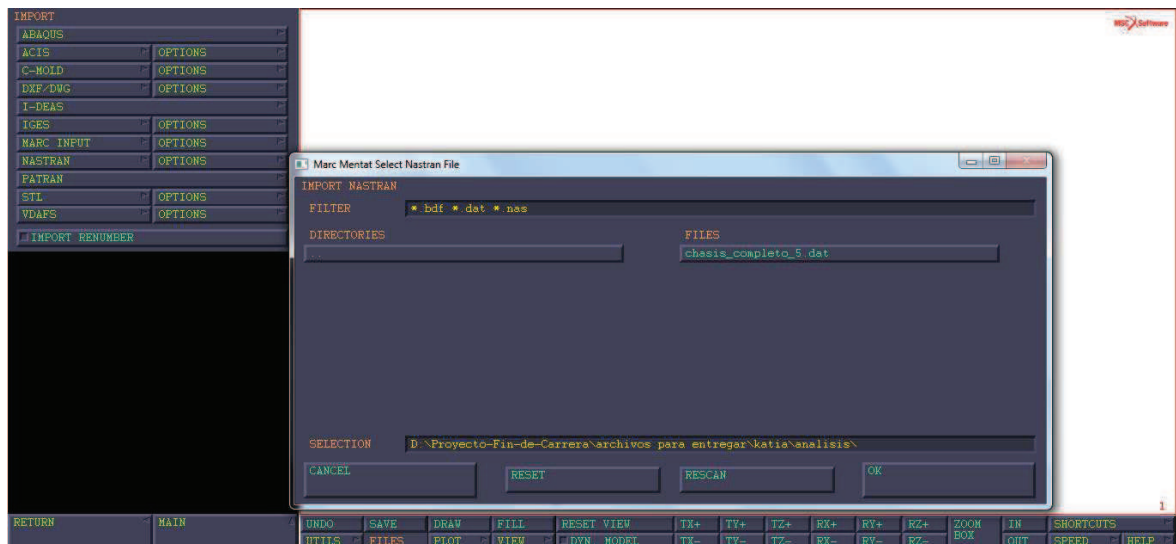 IMPORT
ABAQUS
ACIS OPTIONS
C-MOLD OPTIONS
DXF/DWG OPTIONS
I-DEAS
IGES OPTIONS
MARC INPUT OPTIONS
NASTRAN OPTIONS
PATRAN
STL OPTIONS
VDAFS OPTIONS
IMPORT RENUMBER
MSC Software
Marc Mentat Select Nastran File
IMPORT NASTRAN
FILTER *.bdf *.dat *.nas
DIRECTORIES FILES
.. chasis_completo_5.dat
SELECTION D:\Proyecto-Fin-de-Carrera\archivos para entregar\katia\analisis\
CANCEL RESET RESCAN OK
1
RETURN MAIN UNDO SAVE DRAW FILL RESET VIEW TX+ TY+ TZ+ RX+ RY+ RZ+ ZOOM BOX IN SHORTCUTS
UTILS FILES PLOT VIEW DYN. MODEL TX- TY- TZ- RX- RY- RZ- OUT SPEED HELP